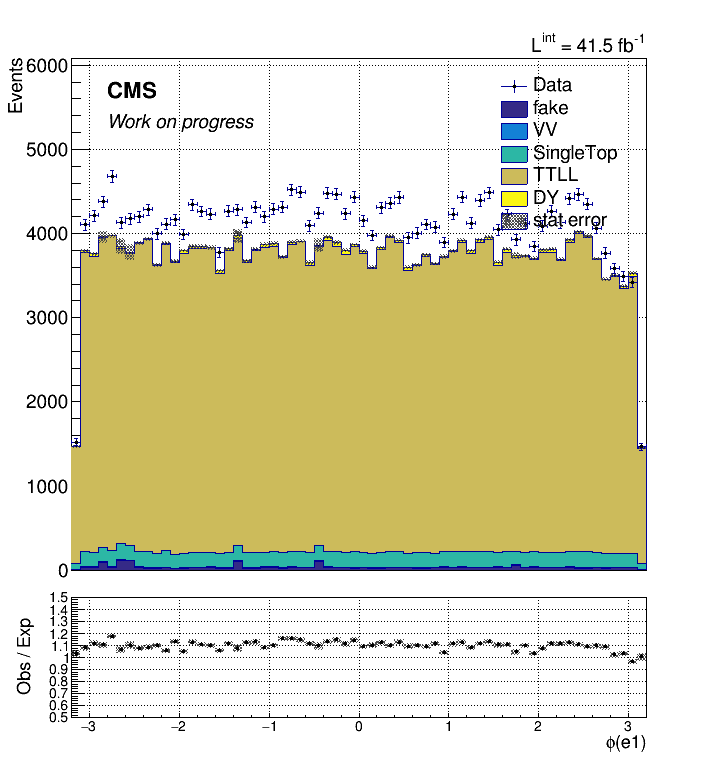 L^int = 41.5 fb^-1
Events
6000
5000
4000
3000
2000
1000
0
CMS
Work on progress
Data
fake
VV
SingleTop
TTLL
DY
stat error
Obs / Exp
1.5
1.4
1.3
1.2
1.1
1
0.9
0.8
0.7
0.6
0.5
−3 −2 −1 0 1 2 3
ϕ(e1)